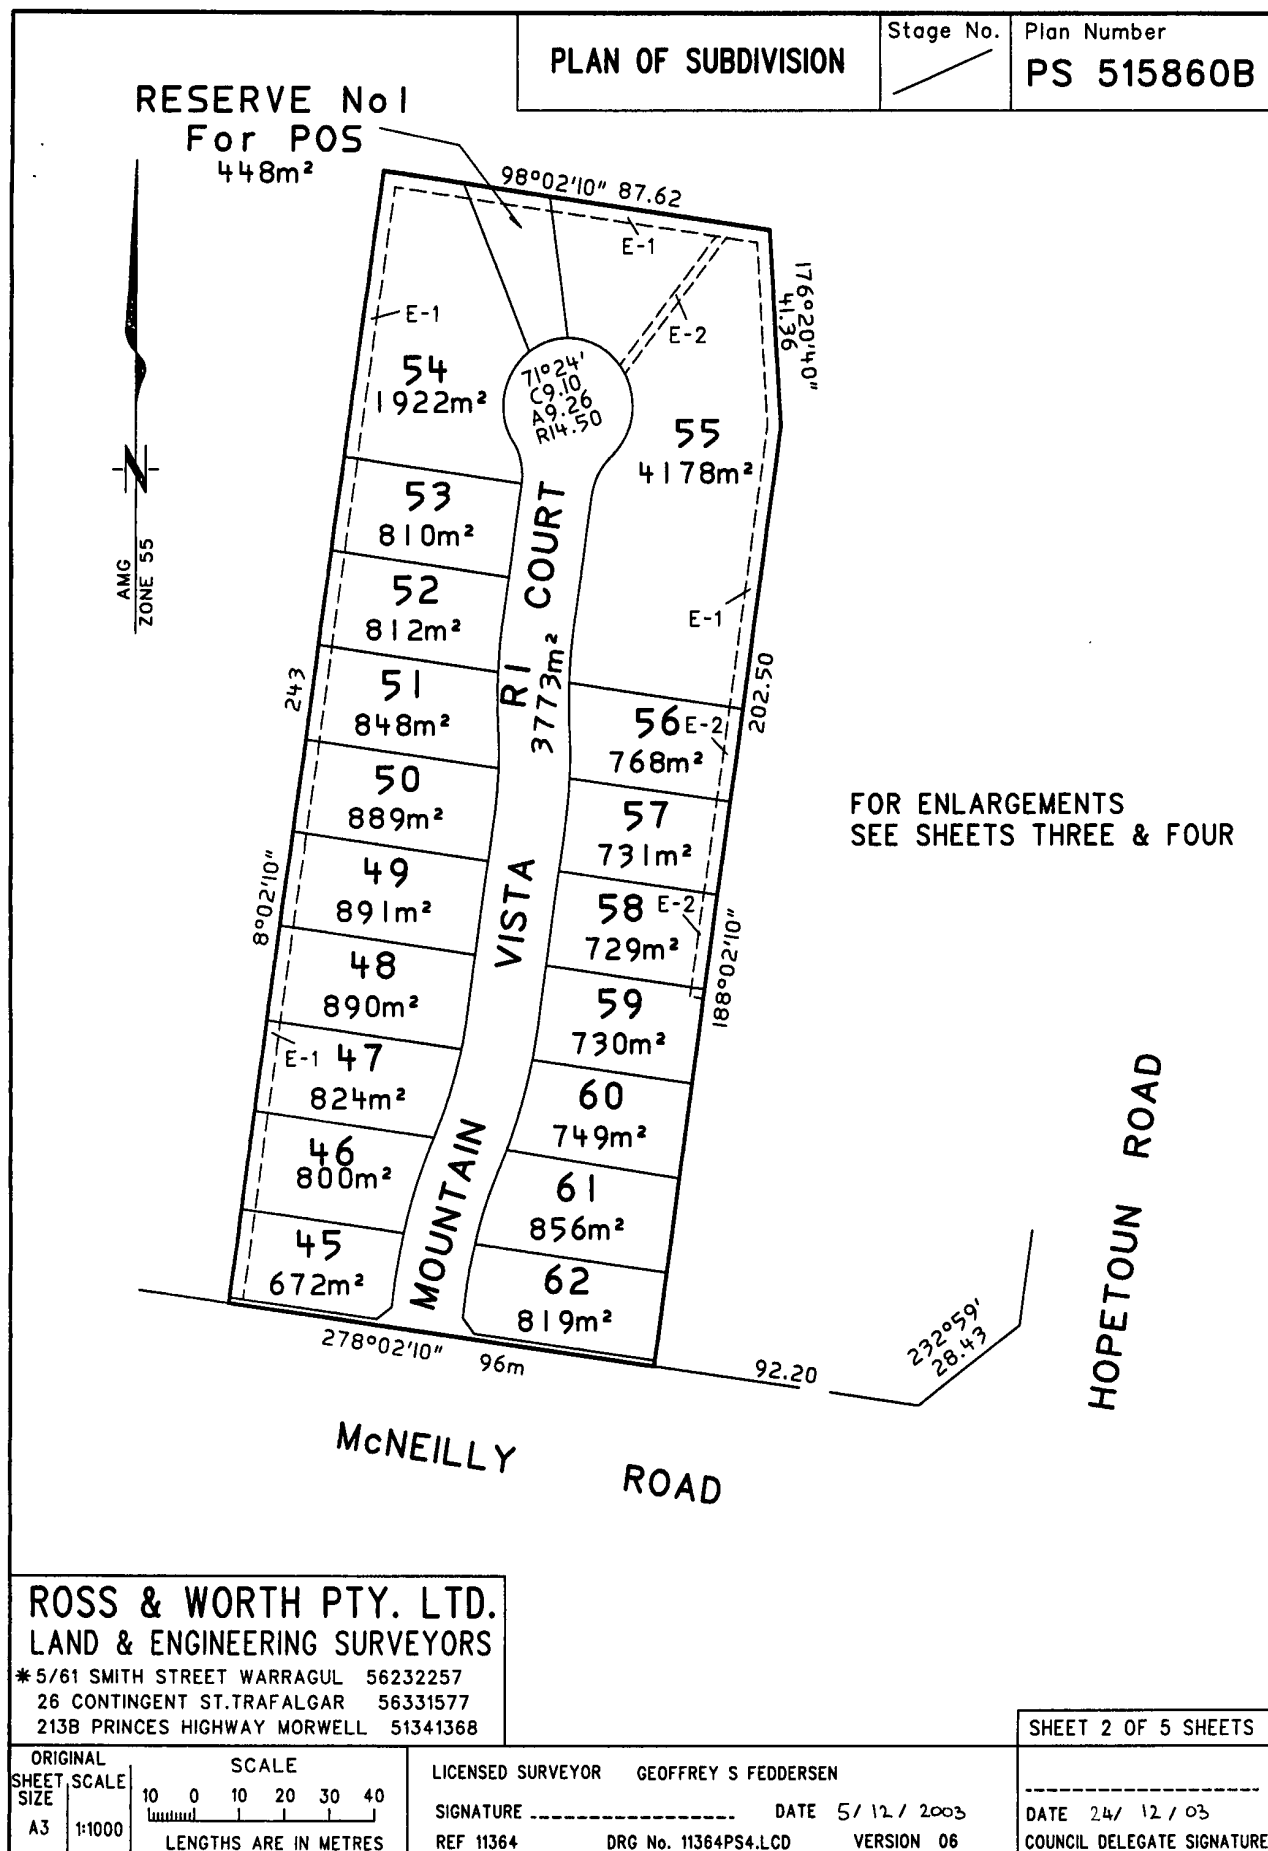 PLAN OF SUBDIVISION
Stage No.
Plan Number
PS 515860B
RESERVE No1
For POS
448m²
98°02'10" 87.62
E-1
176°20'40"
41.36
E-1
E-2
54
1922m²
71°24'
C9.10
A9.26
R14.50
55
4178m²
53
810m²
AMG
ZONE 55
N
52
812m²
E-1
51
848m²
243
202.50
MOUNTAIN VISTA COURT
R1
3773m²
56
E-2
768m²
50
889m²
57
731m²
FOR ENLARGEMENTS
SEE SHEETS THREE & FOUR
49
891m²
8°02'10"
58
E-2
729m²
188°02'10"
48
890m²
59
730m²
E-1
47
824m²
60
749m²
46
800m²
61
856m²
45
672m²
62
819m²
278°02'10"
96m
92.20
232°59'
28.43
HOPETOUN ROAD
McNEILLY ROAD
ROSS & WORTH PTY. LTD.
LAND & ENGINEERING SURVEYORS
* 5/61 SMITH STREET WARRAGUL 56232257
26 CONTINGENT ST.TRAFALGAR 56331577
213B PRINCES HIGHWAY MORWELL 51341368
SHEET 2 OF 5 SHEETS
ORIGINAL
SHEET SIZE
A3
SCALE
1:1000
SCALE
10 0 10 20 30 40
LENGTHS ARE IN METRES
LICENSED SURVEYOR GEOFFREY S FEDDERSEN
SIGNATURE DATE 5/12/2003
REF 11364 DRG No. 11364PS4.LCD VERSION 06
DATE 24/ 12 / 03
COUNCIL DELEGATE SIGNATURE